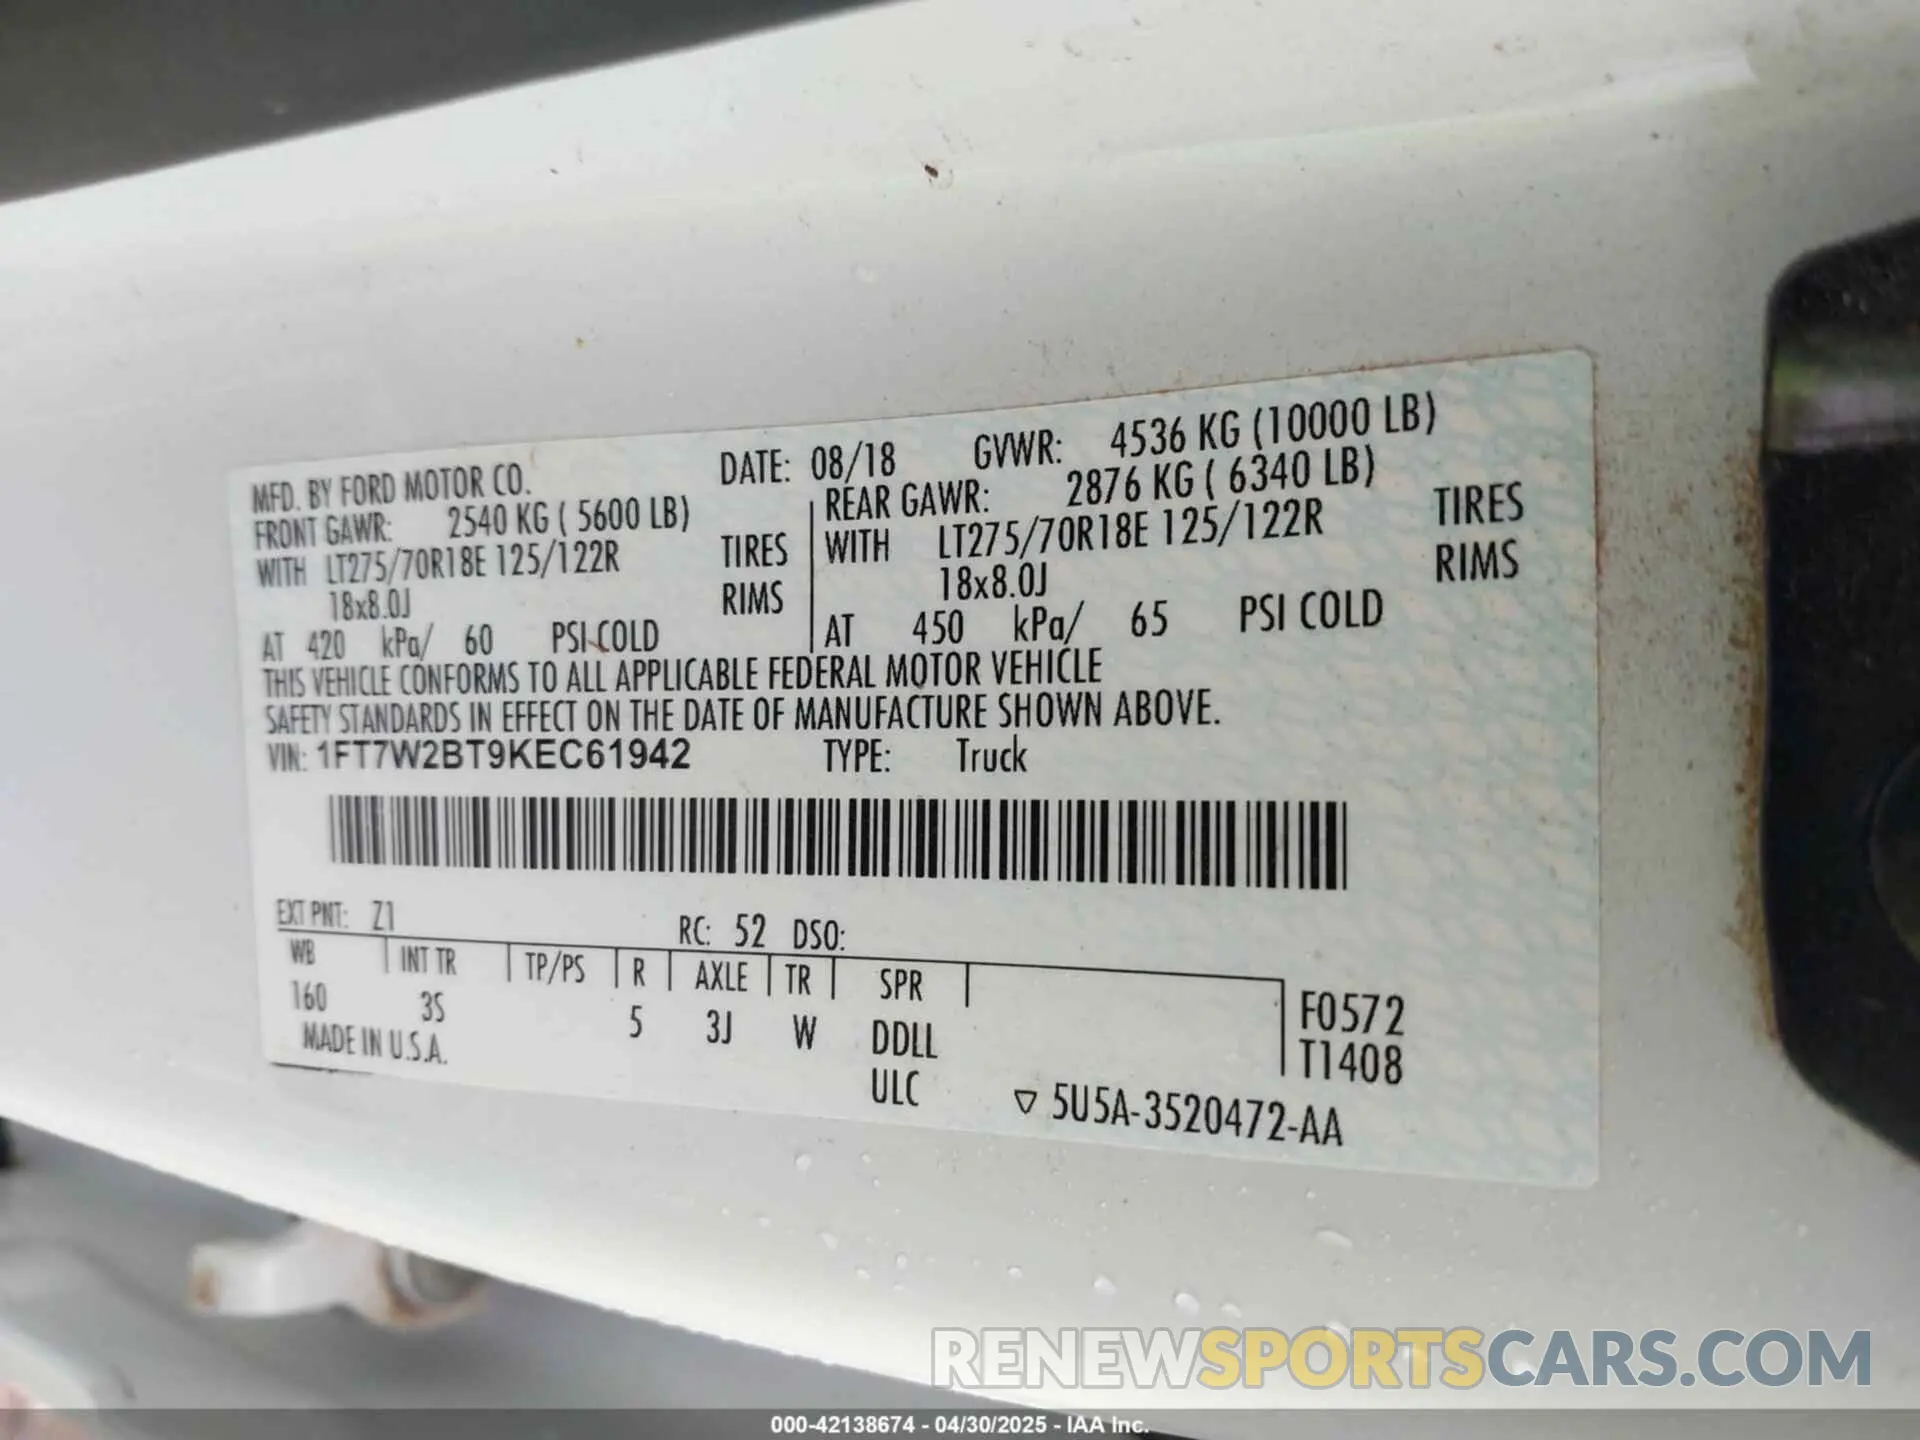 MFD. BY FORD MOTOR CO. DATE: 08/18 GVWR: 4536 KG (10000 LB)
FRONT GAWR: 2540 KG ( 5600 LB) REAR GAWR: 2876 KG ( 6340 LB)
WITH LT275/70R18E 125/122R TIRES WITH LT275/70R18E 125/122R TIRES
18x8.0J RIMS 18x8.0J RIMS
AT 420 kPa/ 60 PSI COLD AT 450 kPa/ 65 PSI COLD
THIS VEHICLE CONFORMS TO ALL APPLICABLE FEDERAL MOTOR VEHICLE
SAFETY STANDARDS IN EFFECT ON THE DATE OF MANUFACTURE SHOWN ABOVE.
VIN: 1FT7W2BT9KEC61942 TYPE: Truck
EXT PNT: Z1 RC: 52 DSO:
WB INT TR TP/PS R AXLE TR SPR
160 3S 5 3J W DDLL
F0572
T1408
MADE IN U.S.A. ULC
▽ 5U5A-3520472-AA
RENEWSPORTSCARS.COM
000-42138674 - 04/30/2025 - IAA Inc.